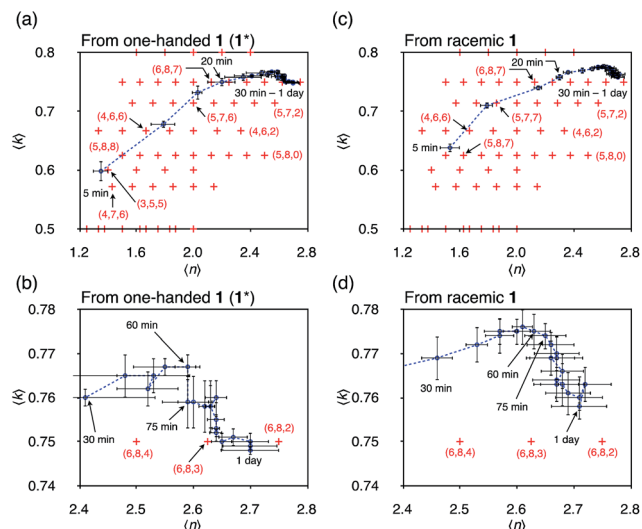 (a)
From one-handed 1 (1*)
0.8
0.7
0.6
0.5
⟨k⟩
(6,8,7)
20 min
30 min – 1 day
(4,6,6)
(5,7,6)
(5,7,2)
(5,8,8)
(4,6,2)
(5,8,0)
5 min
(3,5,5)
(4,7,6)
1.2 1.6 2.0 2.4 2.8
⟨n⟩
(c)
From racemic 1
0.8
0.7
0.6
0.5
⟨k⟩
(6,8,7)
20 min
30 min – 1 day
(4,6,6)
(5,7,7)
(5,7,2)
(4,6,2)
5 min
(5,8,7)
(5,8,0)
1.2 1.6 2.0 2.4 2.8
⟨n⟩
(b)
From one-handed 1 (1*)
0.78
0.77
0.76
0.75
0.74
⟨k⟩
60 min
30 min
75 min
(6,8,4)
(6,8,3)
(6,8,2)
1 day
2.4 2.5 2.6 2.7 2.8
⟨n⟩
(d)
From racemic 1
0.78
0.77
0.76
0.75
0.74
⟨k⟩
30 min
60 min
75 min
1 day
(6,8,4)
(6,8,3)
(6,8,2)
2.4 2.5 2.6 2.7 2.8
⟨n⟩